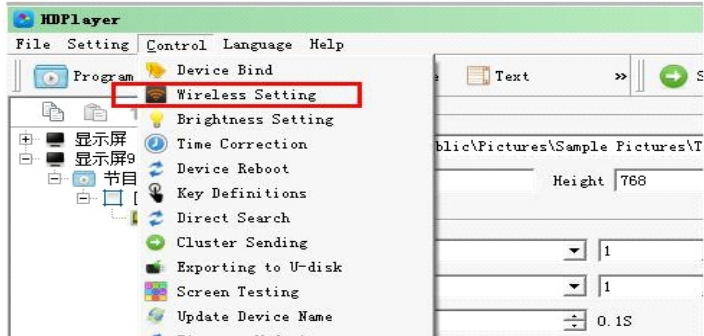 HDPlayer
File Setting Control Language Help
Program
Text
»
S
Device Bind
Wireless Setting
Brightness Setting
Time Correction
Device Reboot
Key Definitions
Direct Search
Cluster Sending
Exporting to U-disk
Screen Testing
Update Device Name
显示屏
显示屏9
节目
blic\Pictures\Sample Pictures\T
Height 768
1
1
0.1S